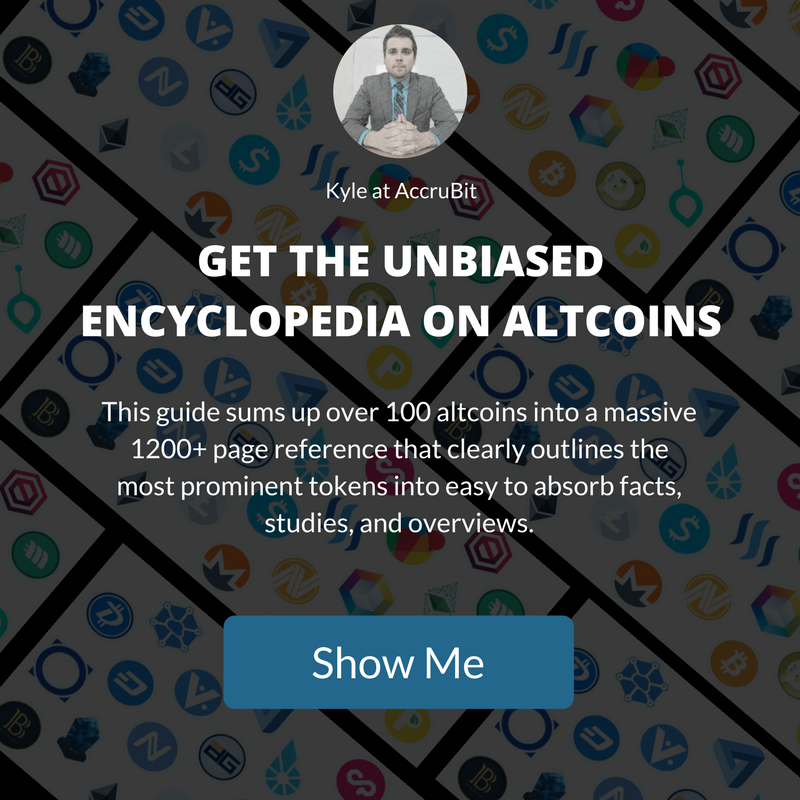 Kyle at AccruBit
GET THE UNBIASED
ENCYCLOPEDIA ON ALTCOINS
This guide sums up over 100 altcoins into a massive
1200+ page reference that clearly outlines the
most prominent tokens into easy to absorb facts,
studies, and overviews.
Show Me